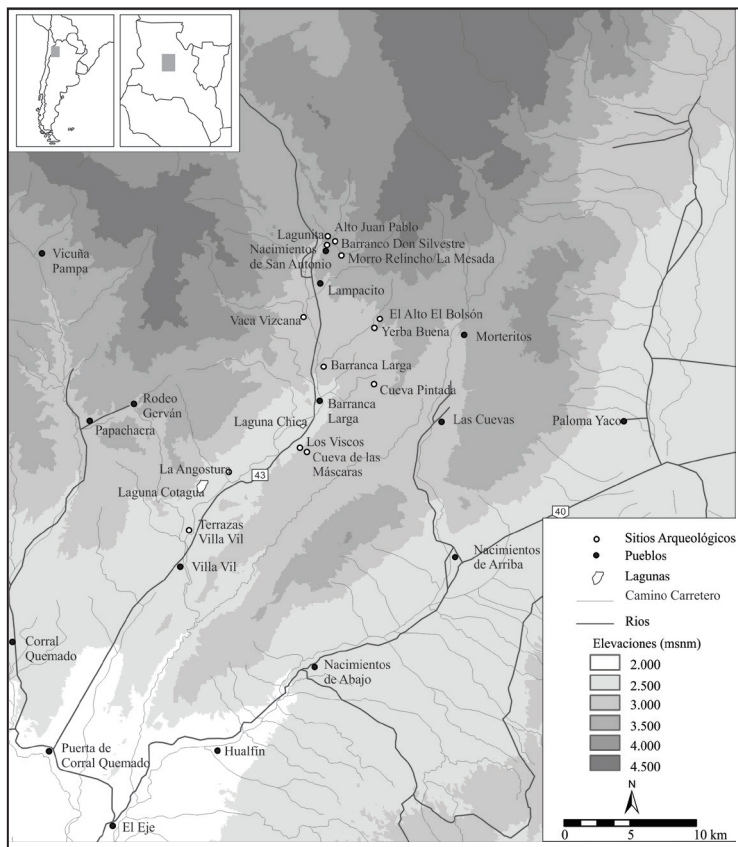 Alto Juan Pablo
Lagunita
Barranco Don Silvestre
Nacimientos
de San Antonio
Morro Relincho/La Mesada
Vicuña
Pampa
Lampacito
El Alto El Bolsón
Vaca Vizcana
Yerba Buena
Morteritos
Barranca Larga
Cueva Pintada
Rodeo
Gerván
Barranca
Larga
Papachacra
Laguna Chica
Las Cuevas
Paloma Yaco
Los Viscos
Cueva de las
Máscaras
La Angostura
43
Laguna Cotagua
40
Terrazas
Villa Vil
Nacimientos
de Arriba
Villa Vil
Corral
Quemado
Nacimientos
de Abajo
Puerta de
Corral Quemado
Hualfín
El Eje
Sitios Arqueológicos
Pueblos
Lagunas
Camino Carretero
Rios
Elevaciones (msnm)
2.000
2.500
3.000
3.500
4.000
4.500
N
0 5 10 km